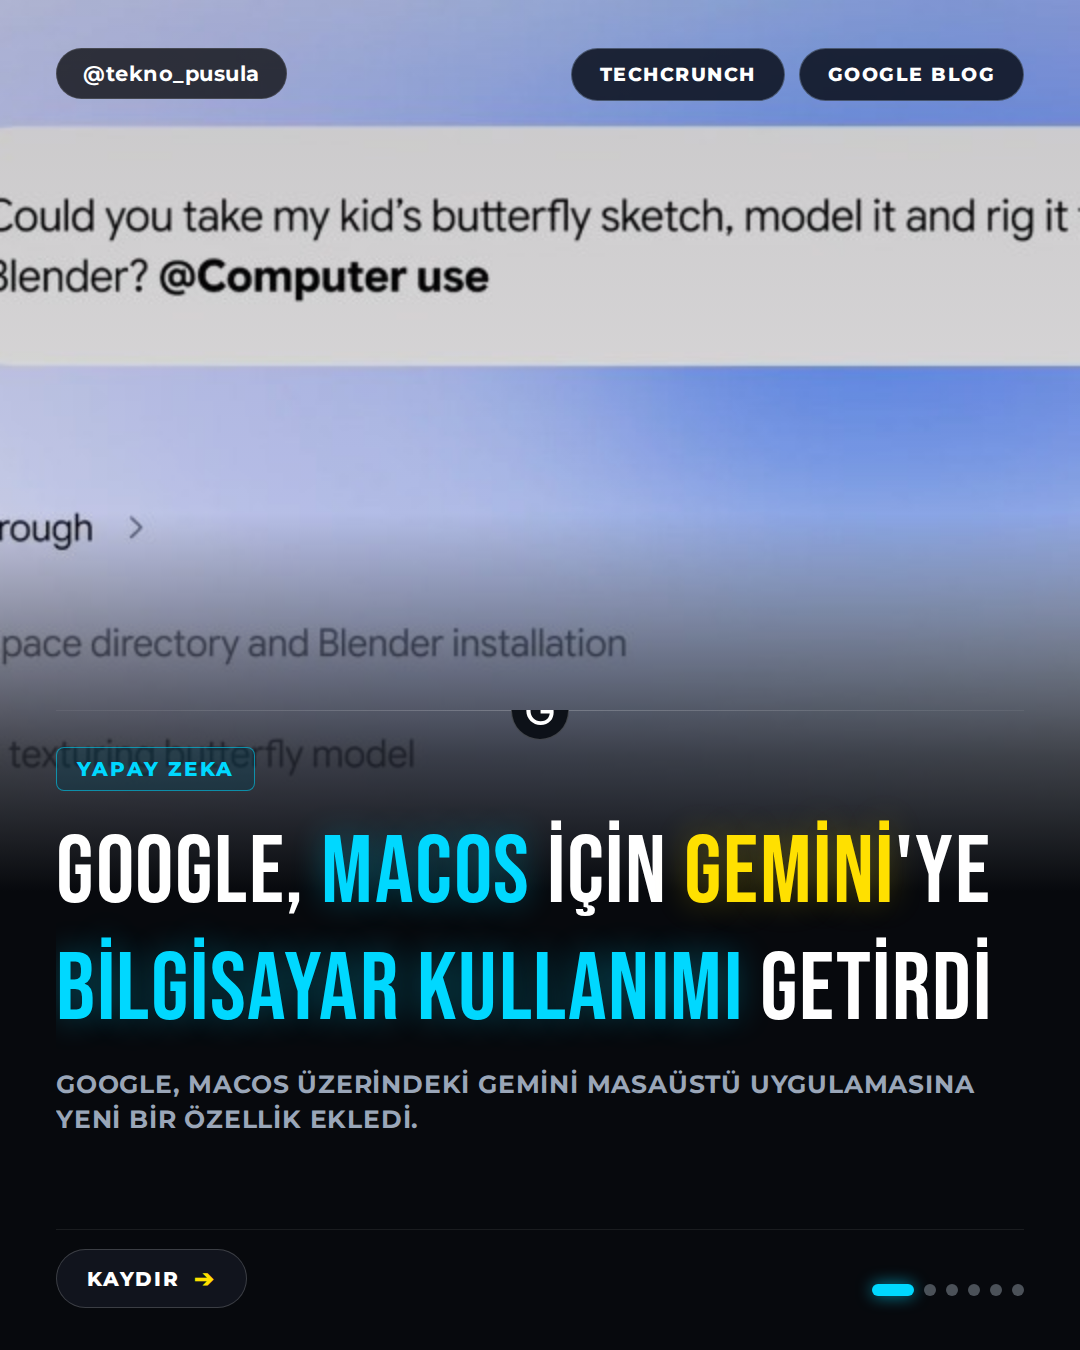 @tekno_pusula
TECHCRUNCH
GOOGLE BLOG
Could you take my kid's butterfly sketch, model it and rig it
Blender? @Computer use
rough >
pace directory and Blender installation
texturing butterfly model
G
YAPAY ZEKA
GOOGLE, MACOS İÇİN GEMİNİ'YE
BİLGİSAYAR KULLANIMI GETİRDİ
GOOGLE, MACOS ÜZERİNDEKİ GEMİNİ MASAÜSTÜ UYGULAMASINA
YENİ BİR ÖZELLİK EKLEDİ.
KAYDIR ➔